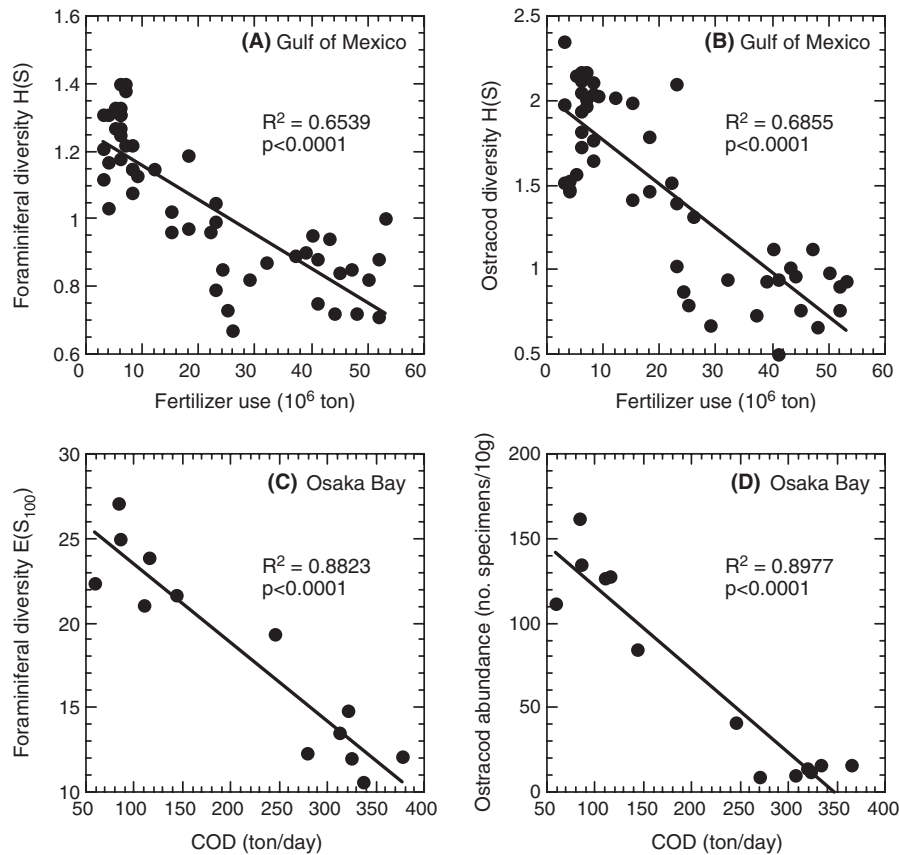 (A) Gulf of Mexico
R² = 0.6539
p<0.0001
Foraminiferal diversity H(S)
1.6
1.4
1.2
1
0.8
0.6
0 10 20 30 40 50 60
Fertilizer use (10⁶ ton)
(B) Gulf of Mexico
R² = 0.6855
p<0.0001
Ostracod diversity H(S)
2.5
2
1.5
1
0.5
0 10 20 30 40 50 60
Fertilizer use (10⁶ ton)
(C) Osaka Bay
R² = 0.8823
p<0.0001
Foraminiferal diversity E(S₁₀₀)
30
25
20
15
10
50 100 150 200 250 300 350 400
COD (ton/day)
(D) Osaka Bay
R² = 0.8977
p<0.0001
Ostracod abundance (no. specimens/10g)
200
150
100
50
0
50 100 150 200 250 300 350 400
COD (ton/day)